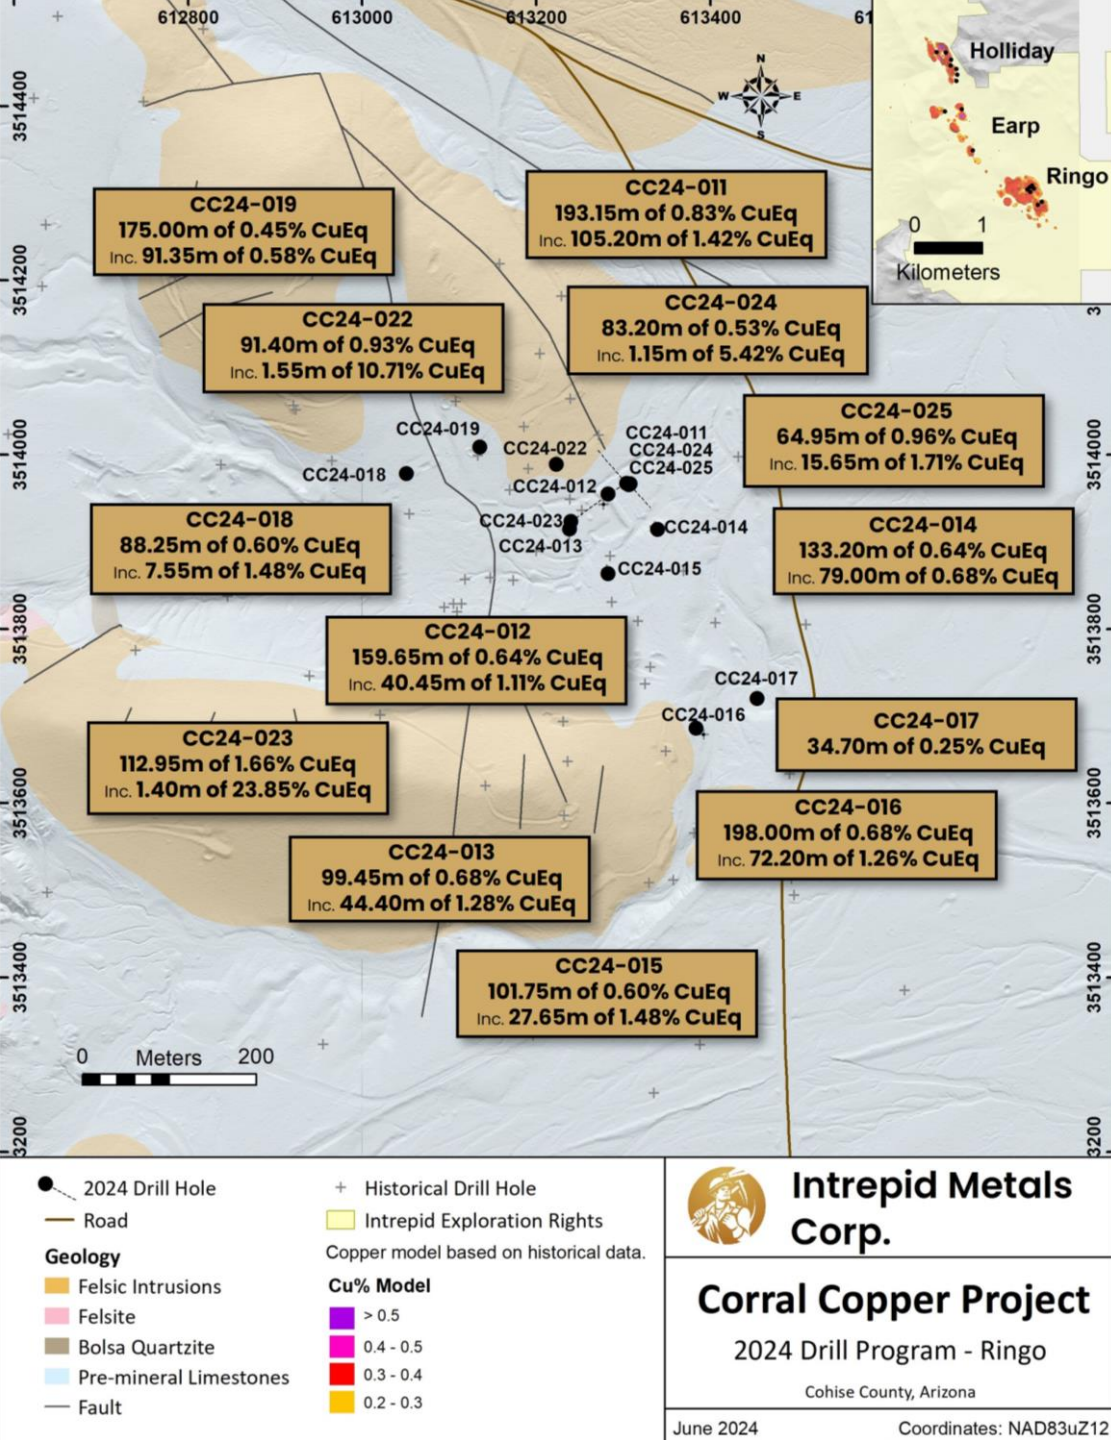 612800
613000
613200
613400
61
3514400
3514200
3514000
3513800
3513600
3513400
3200
N
W
E
S
Holliday
Earp
Ringo
0 1
Kilometers
3
3514000
3513800
3513600
3513400
3200
CC24-019
175.00m of 0.45% CuEq
Inc. 91.35m of 0.58% CuEq
CC24-011
193.15m of 0.83% CuEq
Inc. 105.20m of 1.42% CuEq
CC24-022
91.40m of 0.93% CuEq
Inc. 1.55m of 10.71% CuEq
CC24-024
83.20m of 0.53% CuEq
Inc. 1.15m of 5.42% CuEq
CC24-025
64.95m of 0.96% CuEq
Inc. 15.65m of 1.71% CuEq
CC24-019
CC24-022
CC24-011
CC24-024
CC24-025
CC24-018
CC24-012
CC24-023
CC24-013
CC24-014
CC24-015
CC24-018
88.25m of 0.60% CuEq
Inc. 7.55m of 1.48% CuEq
CC24-014
133.20m of 0.64% CuEq
Inc. 79.00m of 0.68% CuEq
CC24-012
159.65m of 0.64% CuEq
Inc. 40.45m of 1.11% CuEq
CC24-017
CC24-016
CC24-023
112.95m of 1.66% CuEq
Inc. 1.40m of 23.85% CuEq
CC24-017
34.70m of 0.25% CuEq
CC24-016
198.00m of 0.68% CuEq
Inc. 72.20m of 1.26% CuEq
CC24-013
99.45m of 0.68% CuEq
Inc. 44.40m of 1.28% CuEq
CC24-015
101.75m of 0.60% CuEq
Inc. 27.65m of 1.48% CuEq
0 Meters 200
2024 Drill Hole
Road
Geology
Felsic Intrusions
Felsite
Bolsa Quartzite
Pre-mineral Limestones
Fault
Historical Drill Hole
Intrepid Exploration Rights
Copper model based on historical data.
Cu% Model
> 0.5
0.4 - 0.5
0.3 - 0.4
0.2 - 0.3
Intrepid Metals
Corp.
Corral Copper Project
2024 Drill Program - Ringo
Cohise County, Arizona
June 2024
Coordinates: NAD83uZ12